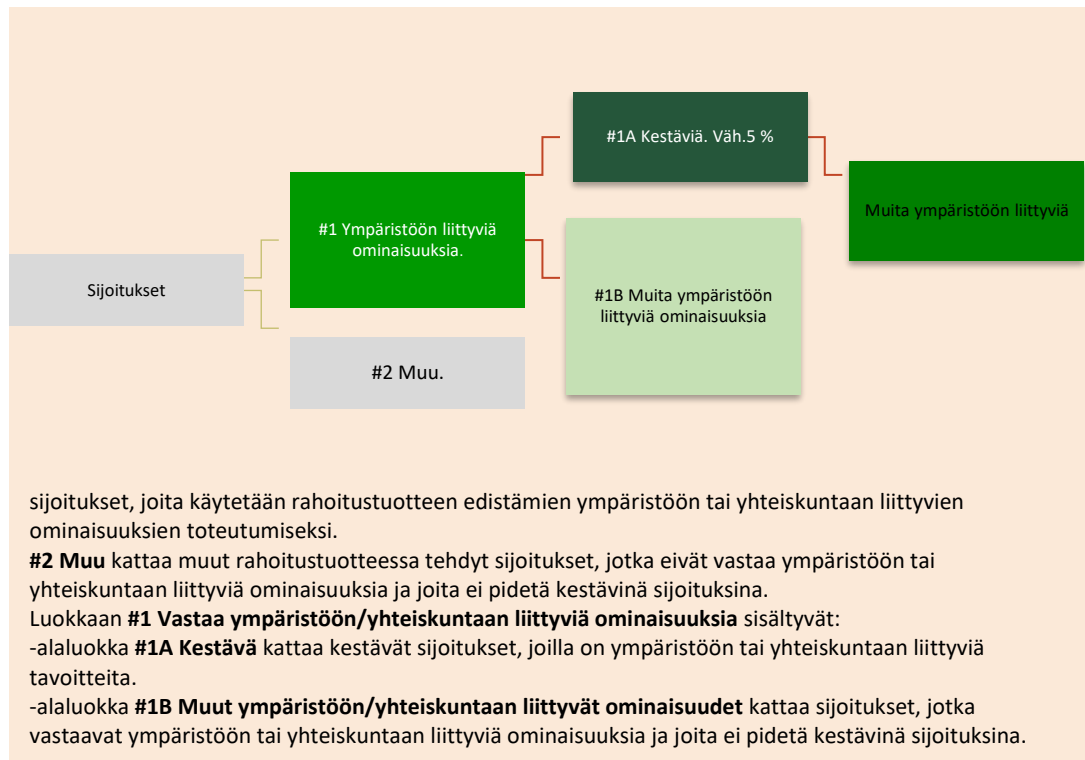 #1A Kestäviä. Väh.5 %
Muita ympäristöön liittyviä
#1 Ympäristöön liittyviä
ominaisuuksia.
Sijoitukset
#1B Muita ympäristöön
liittyviä ominaisuuksia
#2 Muu.
sijoitukset, joita käytetään rahoitustuotteen edistämien ympäristöön tai yhteiskuntaan liittyvien
ominaisuuksien toteutumiseksi.
#2 Muu kattaa muut rahoitustuotteessa tehdyt sijoitukset, jotka eivät vastaa ympäristöön tai
yhteiskuntaan liittyviä ominaisuuksia ja joita ei pidetä kestävinä sijoituksina.
Luokkaan #1 Vastaa ympäristöön/yhteiskuntaan liittyviä ominaisuuksia sisältyvät:
-alaluokka #1A Kestävä kattaa kestävät sijoitukset, joilla on ympäristöön tai yhteiskuntaan liittyviä
tavoitteita.
-alaluokka #1B Muut ympäristöön/yhteiskuntaan liittyvät ominaisuudet kattaa sijoitukset, jotka
vastaavat ympäristöön tai yhteiskuntaan liittyviä ominaisuuksia ja joita ei pidetä kestävinä sijoituksina.